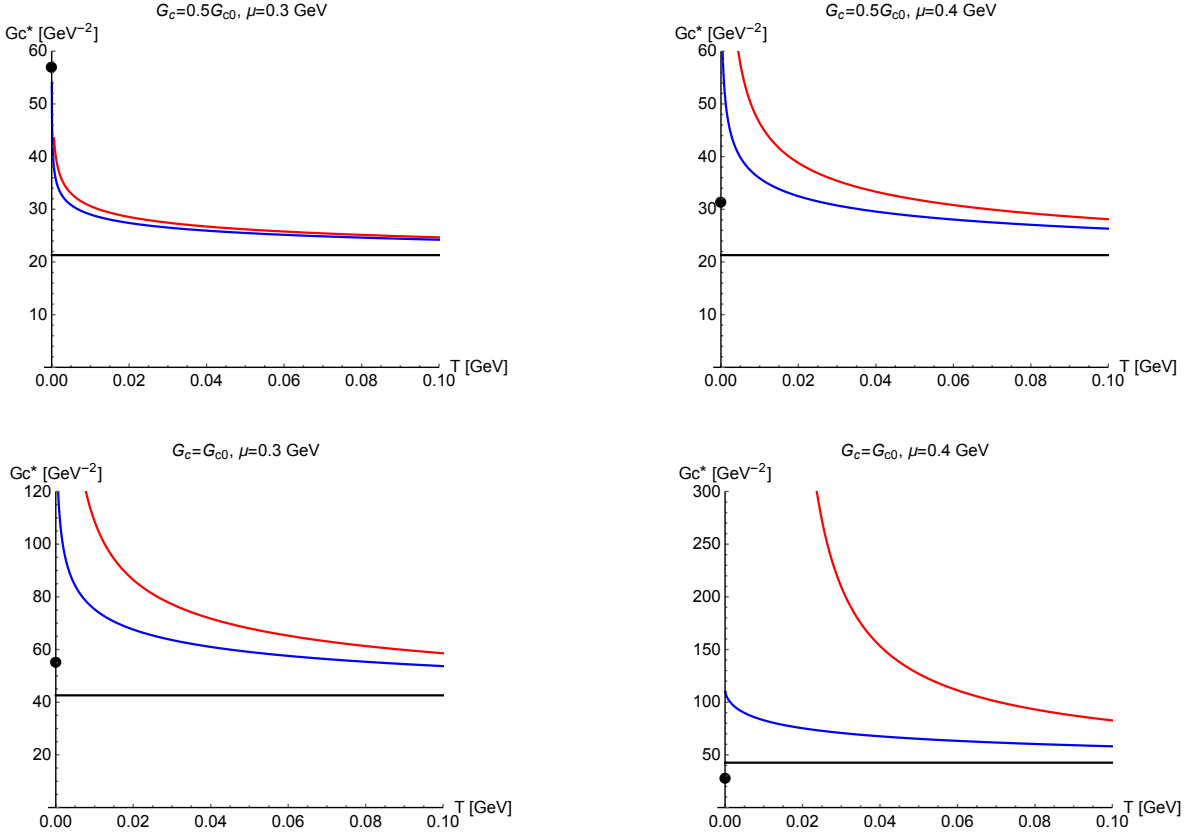 G_c=0.5G_c0, μ=0.3 GeV
Gc* [GeV⁻²]
60
50
40
30
20
10
0.00 0.02 0.04 0.06 0.08 0.10
T [GeV]
G_c=0.5G_c0, μ=0.4 GeV
Gc* [GeV⁻²]
60
50
40
30
20
10
0.00 0.02 0.04 0.06 0.08 0.10
T [GeV]
G_c=G_c0, μ=0.3 GeV
Gc* [GeV⁻²]
120
100
80
60
40
20
0.00 0.02 0.04 0.06 0.08 0.10
T [GeV]
G_c=G_c0, μ=0.4 GeV
Gc* [GeV⁻²]
300
250
200
150
100
50
0.00 0.02 0.04 0.06 0.08 0.10
T [GeV]